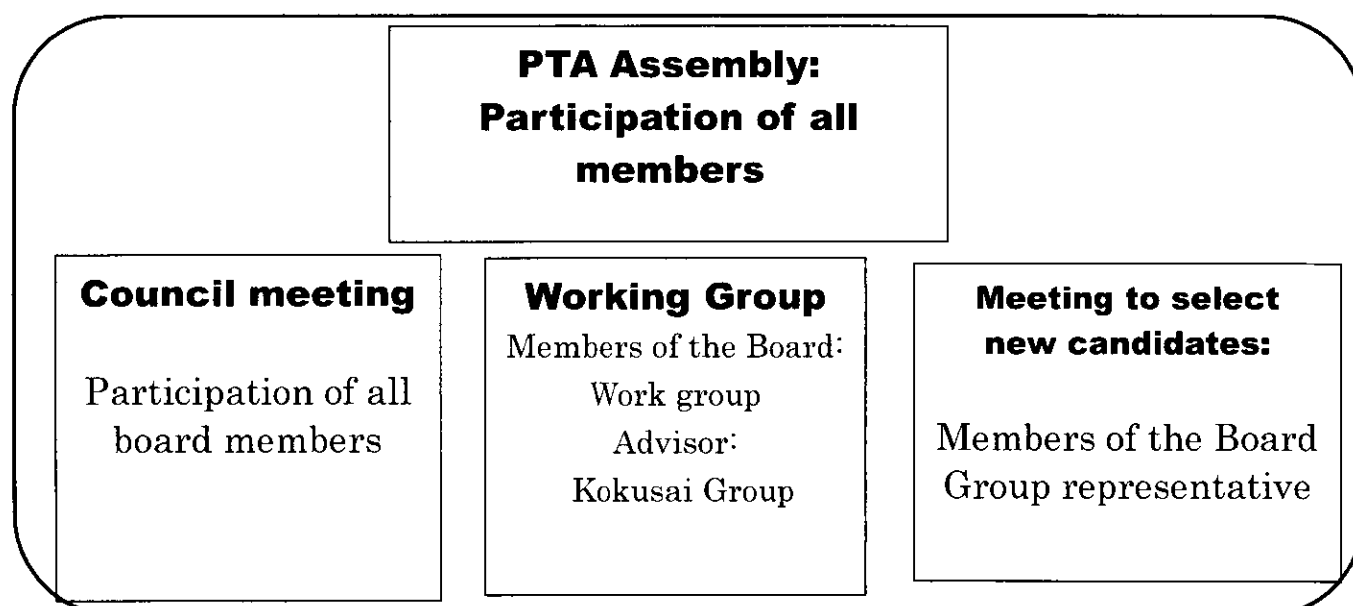 PTA Assembly:
Participation of all
members
Council meeting
Participation of all
board members
Working Group
Members of the Board:
Work group
Advisor:
Kokusai Group
Meeting to select
new candidates:
Members of the Board
Group representative